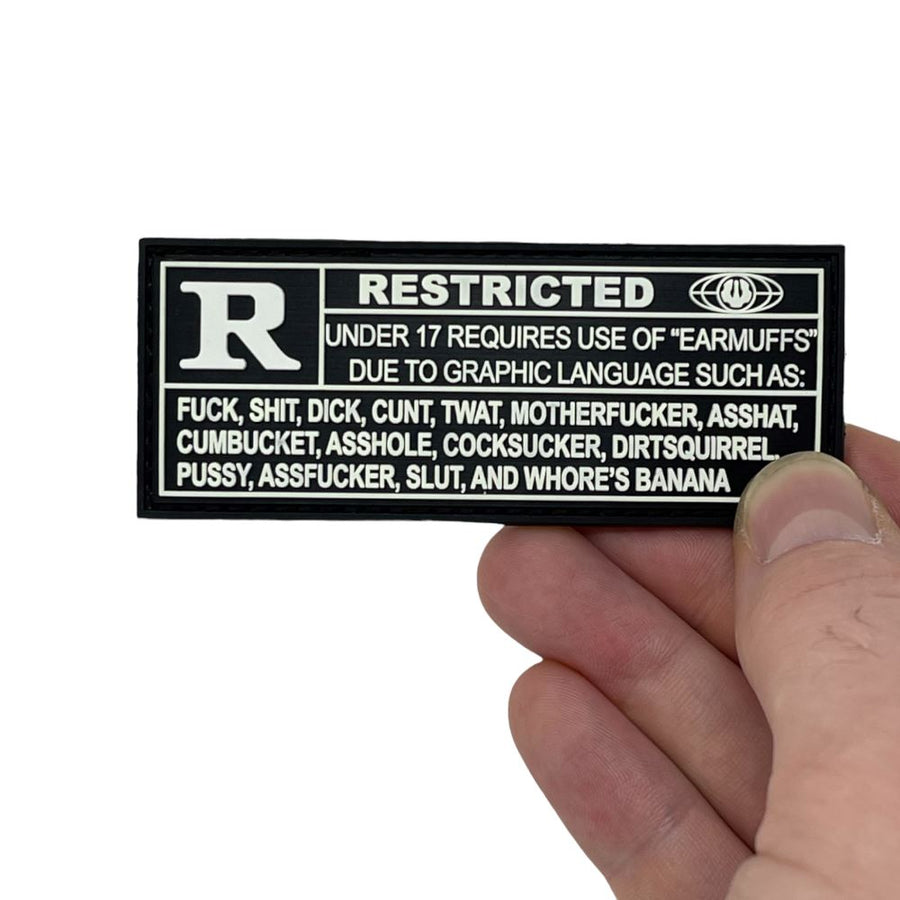 R
RESTRICTED
UNDER 17 REQUIRES USE OF “EARMUFFS”
DUE TO GRAPHIC LANGUAGE SUCH AS:
FUCK, SHIT, DICK, CUNT, TWAT, MOTHERFUCKER, ASSHAT,
CUMBUCKET, ASSHOLE, COCKSUCKER, DIRTSQUIRREL,
PUSSY, ASSFUCKER, SLUT, AND WHORE’S BANANA